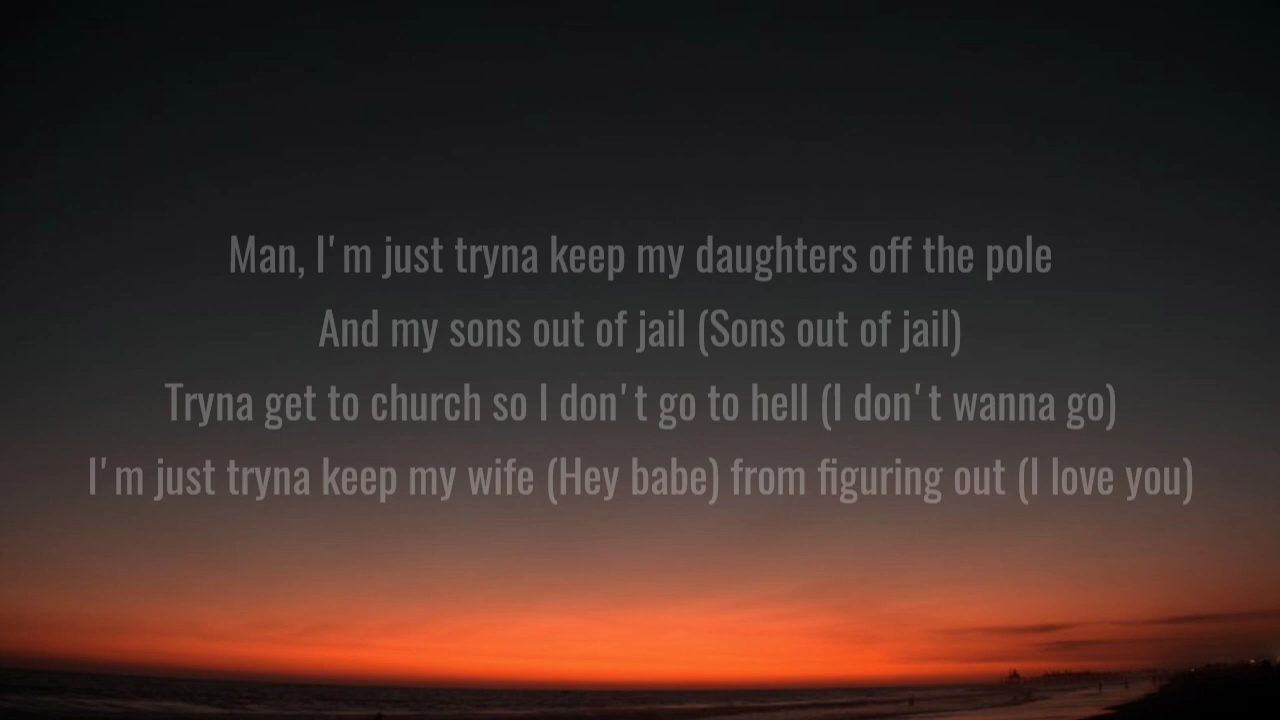 Man, I'm just tryna keep my daughters off the pole
And my sons out of jail (Sons out of jail)
Tryna get to church so I don't go to hell (I don't wanna go)
I'm just tryna keep my wife (Hey babe) from figuring out (I love you)